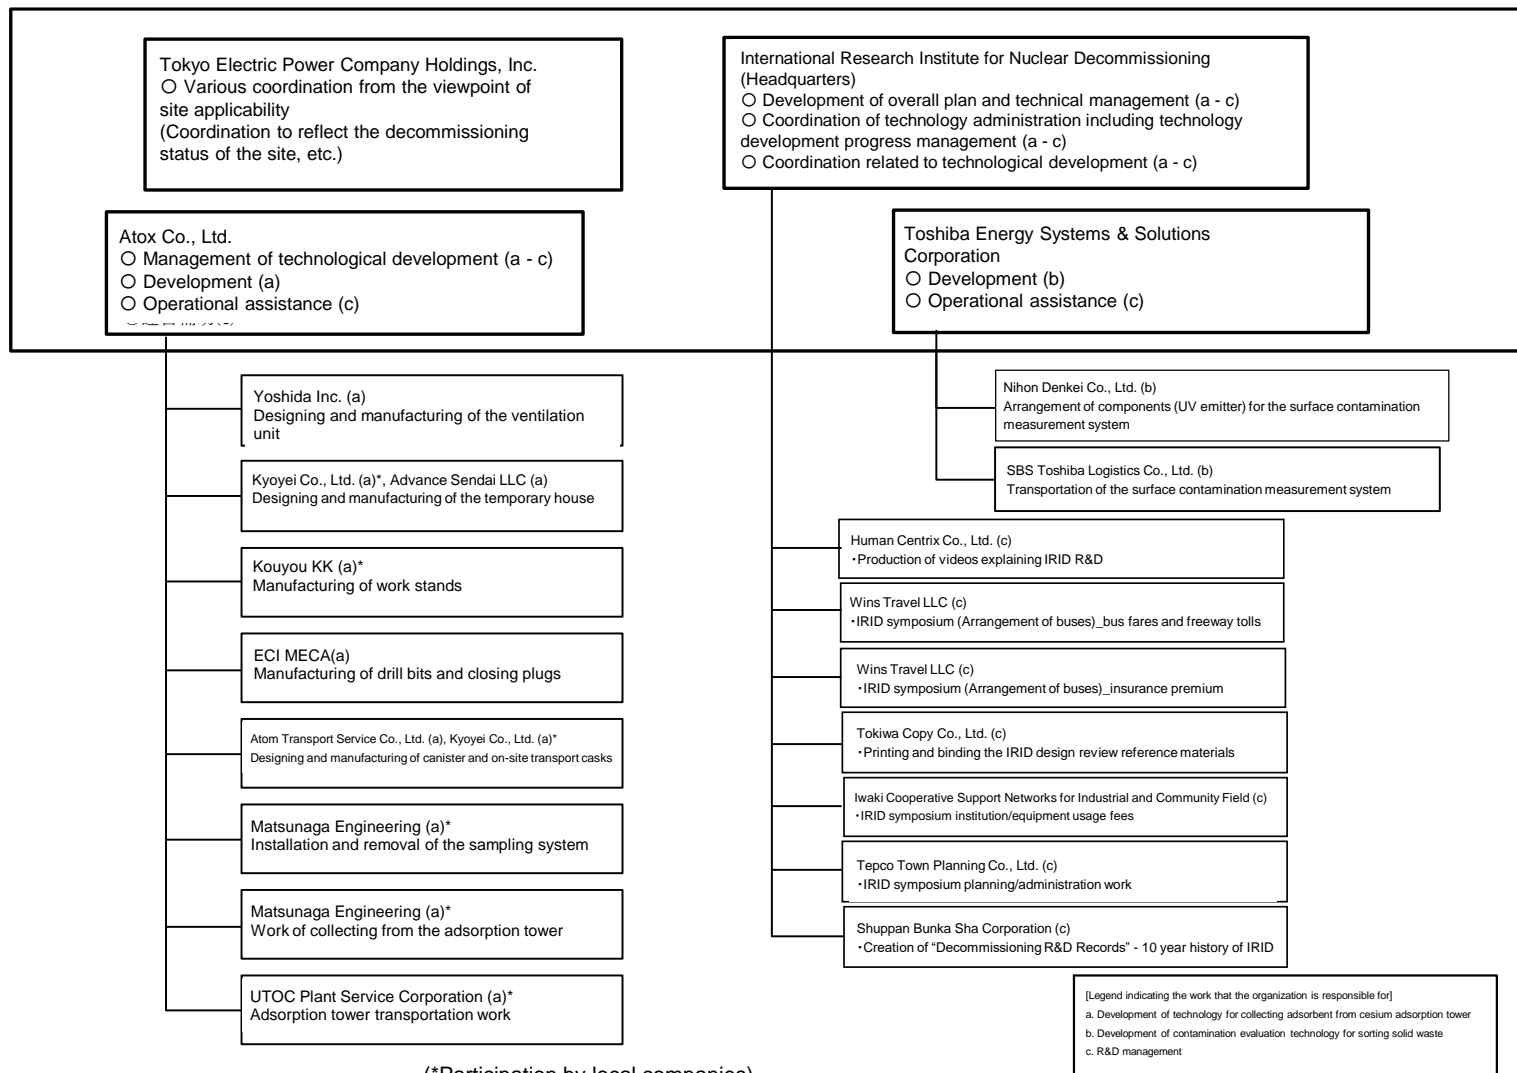 Tokyo Electric Power Company Holdings, Inc.
○ Various coordination from the viewpoint of
site applicability
(Coordination to reflect the decommissioning
status of the site, etc.)
International Research Institute for Nuclear Decommissioning
(Headquarters)
○ Development of overall plan and technical management (a - c)
○ Coordination of technology administration including technology
development progress management (a - c)
○ Coordination related to technological development (a - c)
Atox Co., Ltd.
○ Management of technological development (a - c)
○ Development (a)
○ Operational assistance (c)
Toshiba Energy Systems & Solutions
Corporation
○ Development (b)
○ Operational assistance (c)
Yoshida Inc. (a)
Designing and manufacturing of the ventilation
unit
Kyoyei Co., Ltd. (a)*, Advance Sendai LLC (a)
Designing and manufacturing of the temporary house
Kouyou KK (a)*
Manufacturing of work stands
ECI MECA(a)
Manufacturing of drill bits and closing plugs
Atom Transport Service Co., Ltd. (a), Kyoyei Co., Ltd. (a)*
Designing and manufacturing of canister and on-site transport casks
Matsunaga Engineering (a)*
Installation and removal of the sampling system
Matsunaga Engineering (a)*
Work of collecting from the adsorption tower
UTOC Plant Service Corporation (a)*
Adsorption tower transportation work
Nihon Denkei Co., Ltd. (b)
Arrangement of components (UV emitter) for the surface contamination
measurement system
SBS Toshiba Logistics Co., Ltd. (b)
Transportation of the surface contamination measurement system
Human Centrix Co., Ltd. (c)
・Production of videos explaining IRID R&D
Wins Travel LLC (c)
・IRID symposium (Arrangement of buses)_bus fares and freeway tolls
Wins Travel LLC (c)
・IRID symposium (Arrangement of buses)_insurance premium
Tokiwa Copy Co., Ltd. (c)
・Printing and binding the IRID design review reference materials
Iwaki Cooperative Support Networks for Industrial and Community Field (c)
・IRID symposium institution/equipment usage fees
Tepco Town Planning Co., Ltd. (c)
・IRID symposium planning/administration work
Shuppan Bunka Sha Corporation (c)
・Creation of “Decommissioning R&D Records” - 10 year history of IRID
[Legend indicating the work that the organization is responsible for]
a. Development of technology for collecting adsorbent from cesium adsorption tower
b. Development of contamination evaluation technology for sorting solid waste
c. R&D management
(*Participation by local companies)